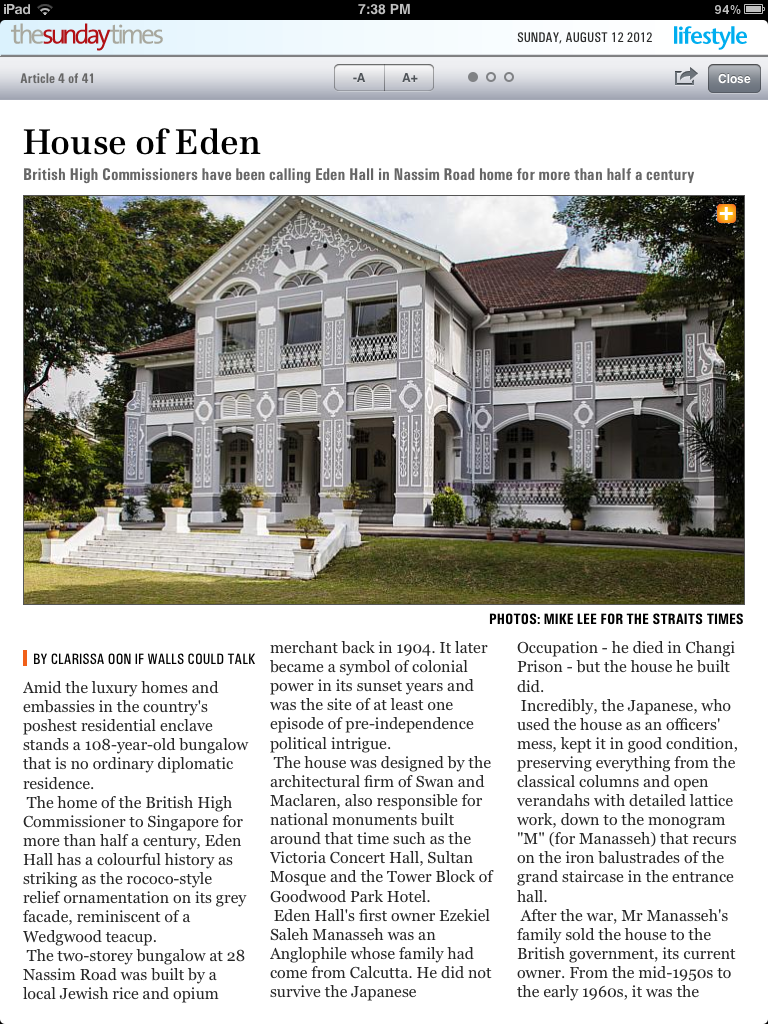 iPad 7:38 PM 94%
thesundaytimes SUNDAY, AUGUST 12 2012 lifestyle
Article 4 of 41 -A A+ Close
House of Eden
British High Commissioners have been calling Eden Hall in Nassim Road home for more than half a century
PHOTOS: MIKE LEE FOR THE STRAITS TIMES
BY CLARISSA OON IF WALLS COULD TALK
Amid the luxury homes and
embassies in the country's
poshest residential enclave
stands a 108-year-old bungalow
that is no ordinary diplomatic
residence.
The home of the British High
Commissioner to Singapore for
more than half a century, Eden
Hall has a colourful history as
striking as the rococo-style
relief ornamentation on its grey
facade, reminiscent of a
Wedgwood teacup.
The two-storey bungalow at 28
Nassim Road was built by a
local Jewish rice and opium
merchant back in 1904. It later
became a symbol of colonial
power in its sunset years and
was the site of at least one
episode of pre-independence
political intrigue.
The house was designed by the
architectural firm of Swan and
Maclaren, also responsible for
national monuments built
around that time such as the
Victoria Concert Hall, Sultan
Mosque and the Tower Block of
Goodwood Park Hotel.
Eden Hall's first owner Ezekiel
Saleh Manasseh was an
Anglophile whose family had
come from Calcutta. He did not
survive the Japanese
Occupation - he died in Changi
Prison - but the house he built
did.
Incredibly, the Japanese, who
used the house as an officers'
mess, kept it in good condition,
preserving everything from the
classical columns and open
verandahs with detailed lattice
work, down to the monogram
"M" (for Manasseh) that recurs
on the iron balustrades of the
grand staircase in the entrance
hall.
After the war, Mr Manasseh's
family sold the house to the
British government, its current
owner. From the mid-1950s to
the early 1960s, it was the